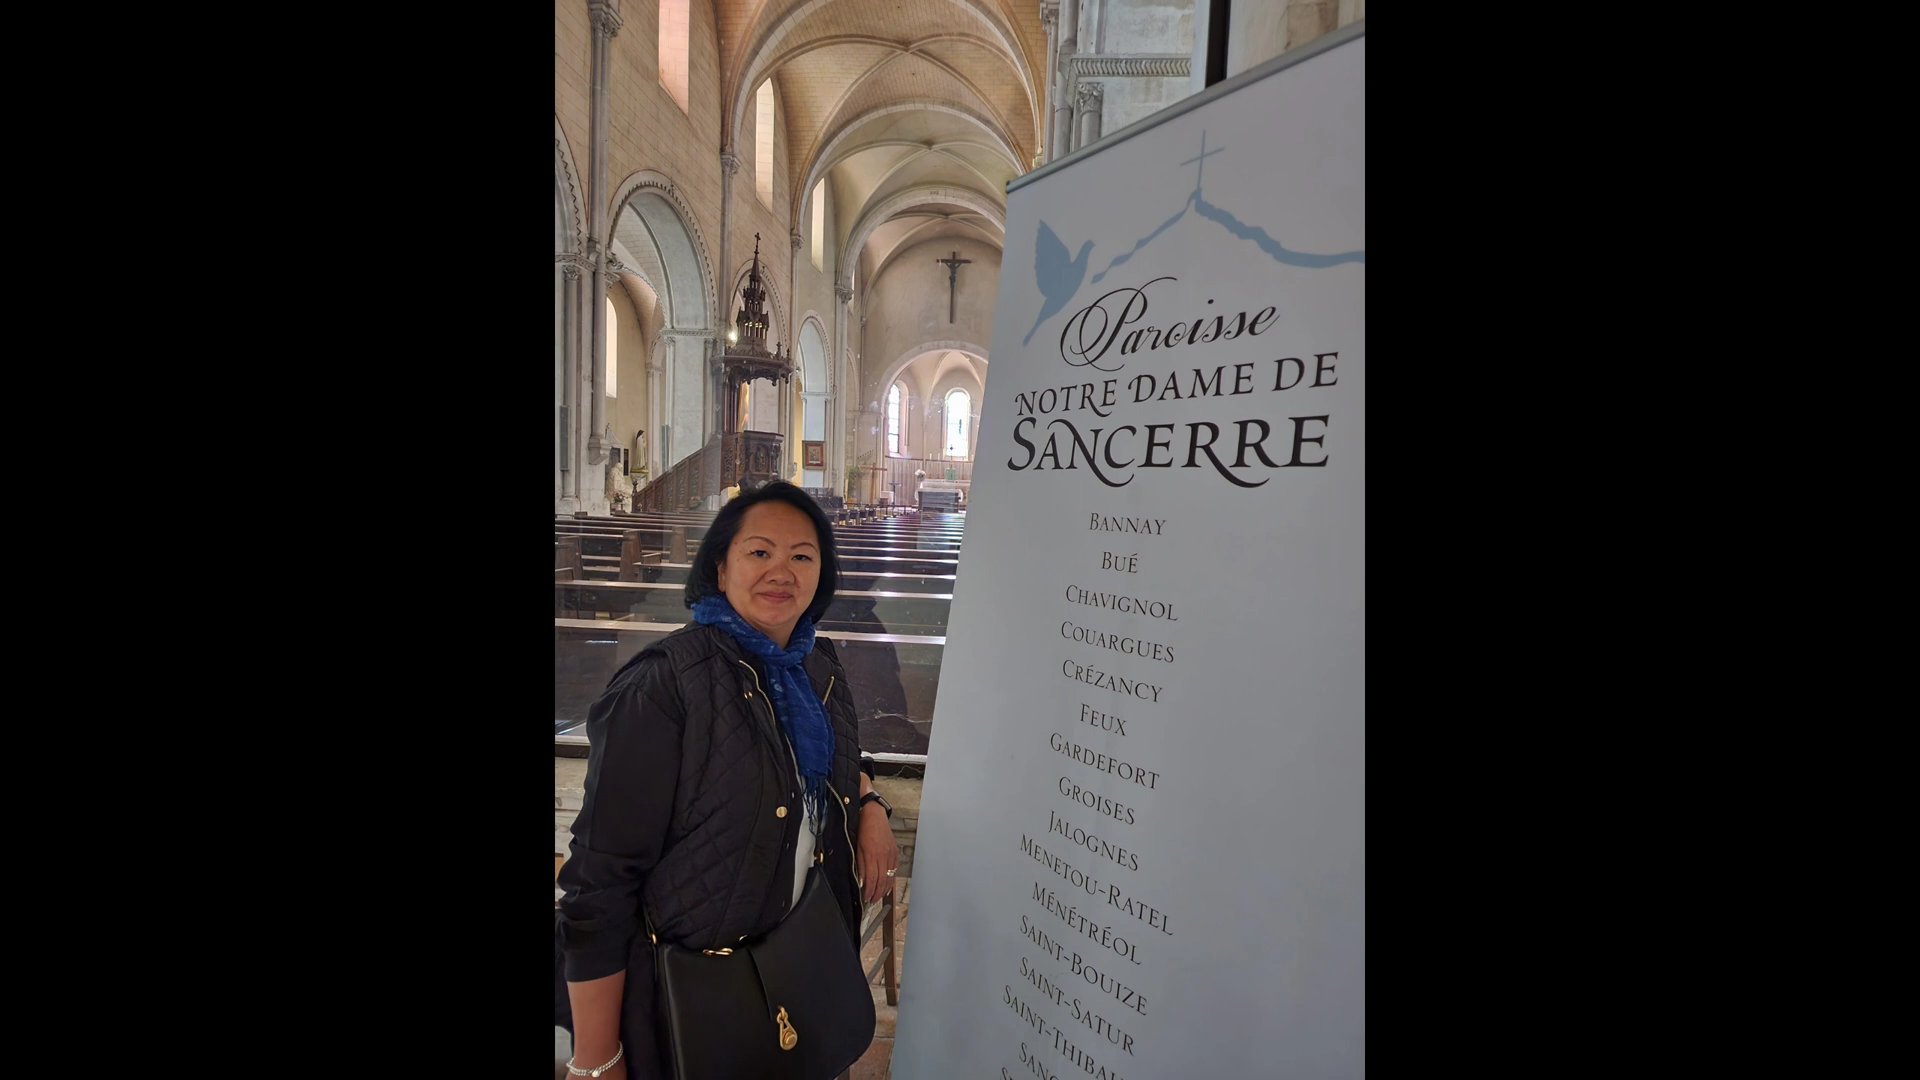 Paroisse
NOTRE DAME DE
SANCERRE
BANNAY
BUÉ
CHAVIGNOL
COUARGUES
CRÉZANCY
FEUX
GARDEFORT
GROISES
JALOGNES
MENETOU-RATEL
MÉNÉTRÉOL
SAINT-BOUIZE
SAINT-SATUR